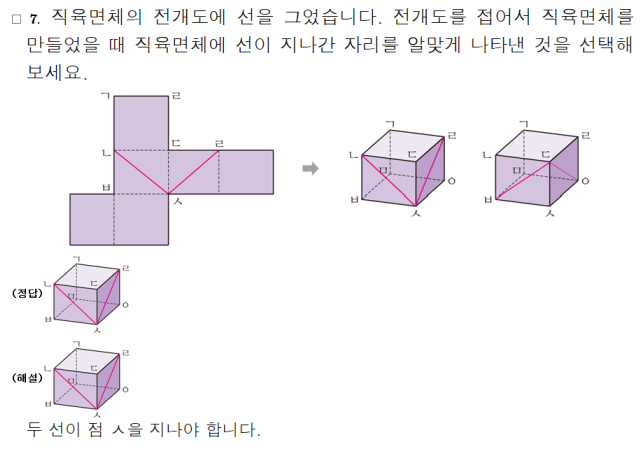 □ 7. 직육면체의 전개도에 선을 그었습니다. 전개도를 접어서 직육면체를
만들었을 때 직육면체에 선이 지나간 자리를 알맞게 나타낸 것을 선택해
보세요.
ㄱ ㄹ
ㄴ ㄷ ㄹ
ㅂ ㅅ
ㄱ ㄹ ㄴ ㄷ ㅁ ㅂ ㅇ ㅅ
ㄱ ㄹ ㄴ ㄷ ㅁ ㅂ ㅇ ㅅ
(정답)
ㄱ ㄹ ㄴ ㄷ ㅁ ㅂ ㅇ ㅅ
(해설)
ㄱ ㄹ ㄴ ㄷ ㅁ ㅂ ㅇ ㅅ
두 선이 점 ㅅ을 지나야 합니다.